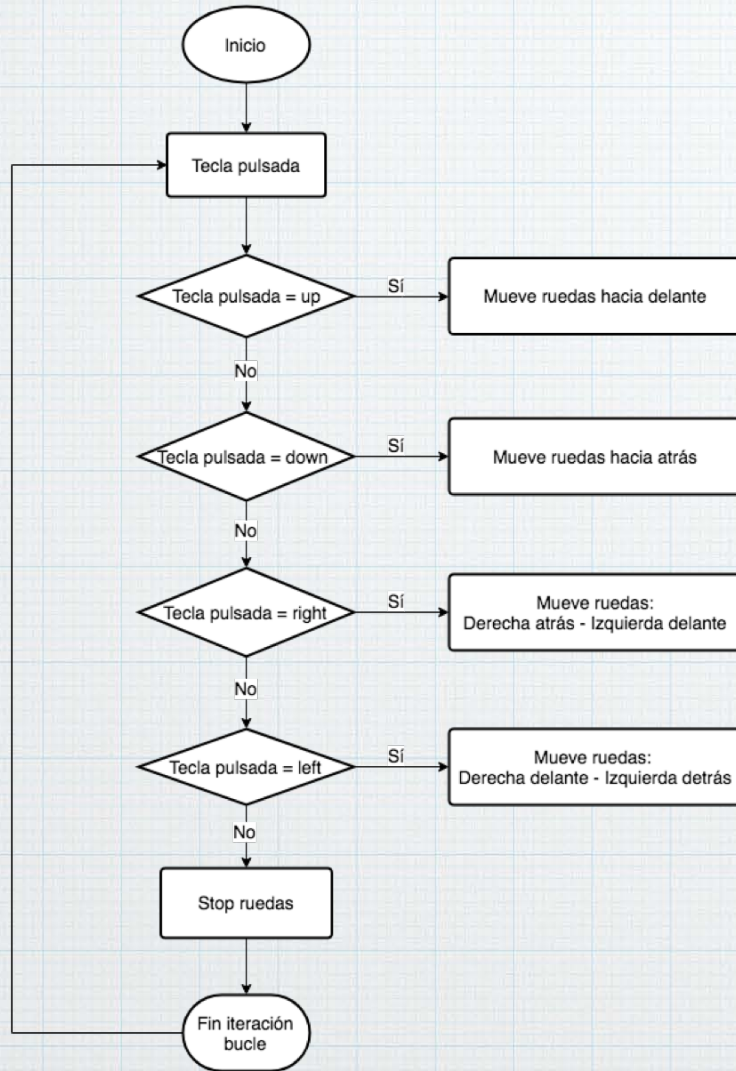 Inicio
Tecla pulsada
Tecla pulsada = up
Sí
Mueve ruedas hacia delante
No
Tecla pulsada = down
Sí
Mueve ruedas hacia atrás
No
Tecla pulsada = right
Sí
Mueve ruedas:
Derecha atrás - Izquierda delante
No
Tecla pulsada = left
Sí
Mueve ruedas:
Derecha delante - Izquierda detrás
No
Stop ruedas
Fin iteración
bucle